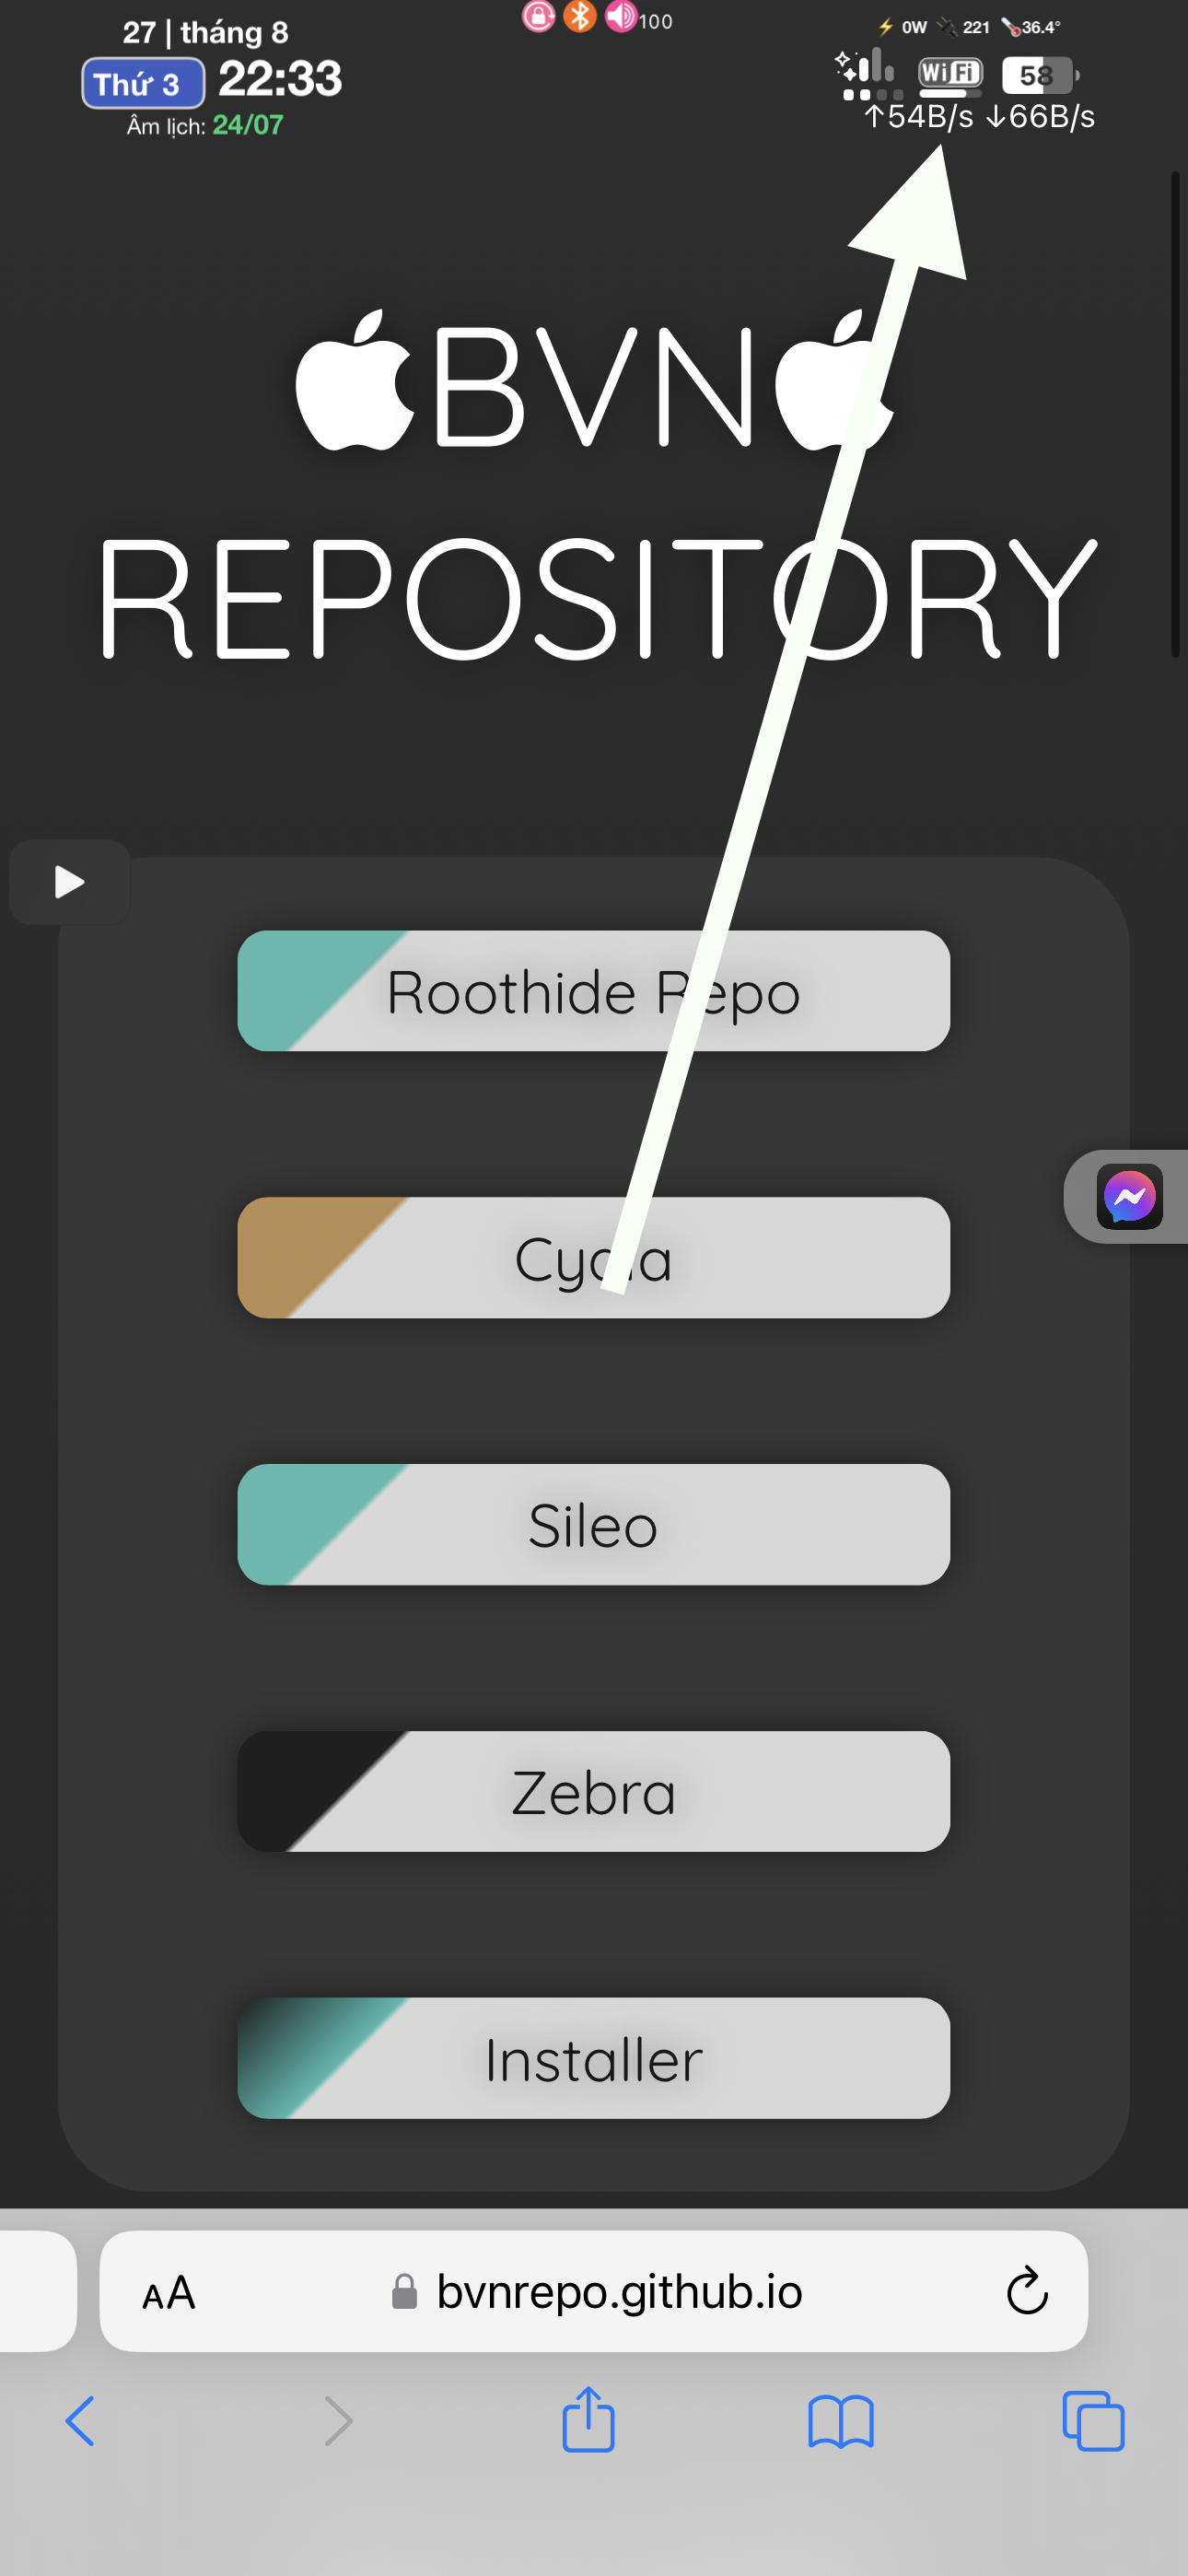 27 | tháng 8
Thứ 3 22:33
Âm lịch: 24/07
100
0W 221 36.4°
WiFi 58
↑54B/s ↓66B/s
BVN
REPOSITORY
Roothide Repo
Cydia
Sileo
Zebra
Installer
AA bvnrepo.github.io